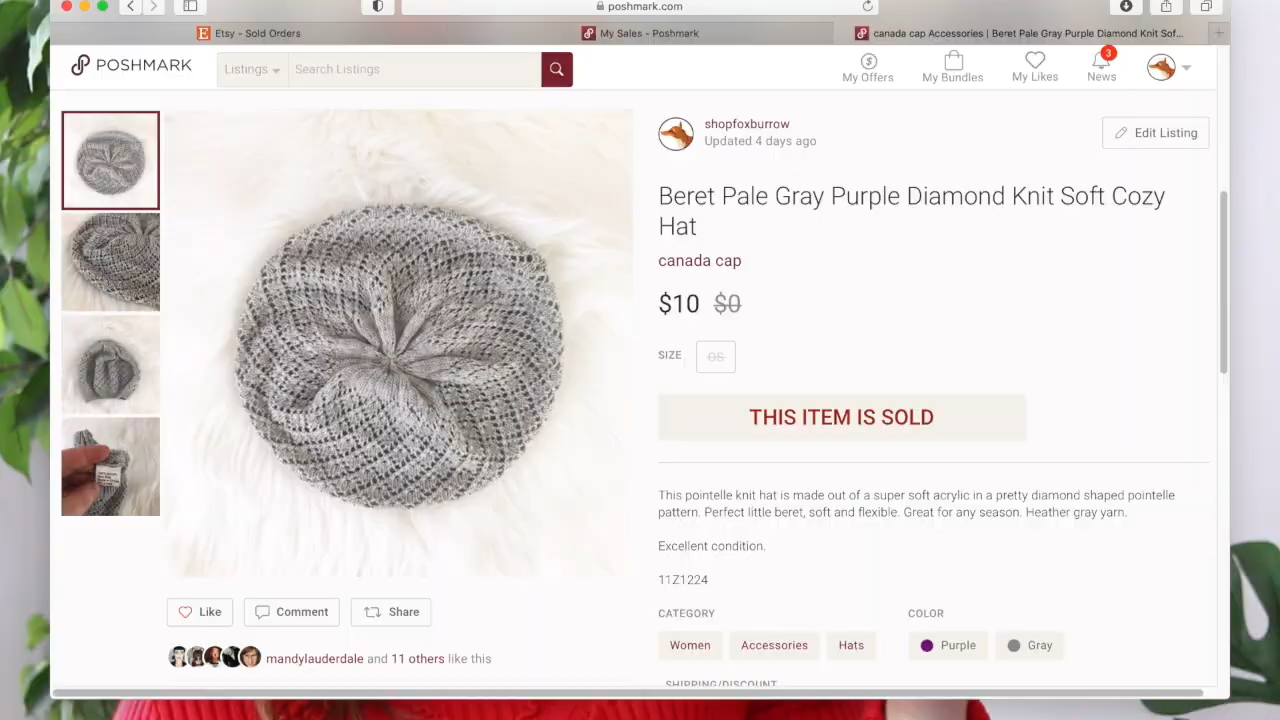 poshmark.com
Etsy - Sold Orders
My Sales - Poshmark
canada cap Accessories | Beret Pale Gray Purple Diamond Knit Sof...
POSHMARK
Listings
Search Listings
My Offers
My Bundles
My Likes
3
News
shopfoxburrow
Updated 4 days ago
Edit Listing
Beret Pale Gray Purple Diamond Knit Soft Cozy
Hat
canada cap
$10 $0
SIZE OS
THIS ITEM IS SOLD
This pointelle knit hat is made out of a super soft acrylic in a pretty diamond shaped pointelle
pattern. Perfect little beret, soft and flexible. Great for any season. Heather gray yarn.
Excellent condition.
11Z1224
CATEGORY
COLOR
Women
Accessories
Hats
Purple
Gray
SHIPPING/DISCOUNT
Like
Comment
Share
mandylauderdale and 11 others like this